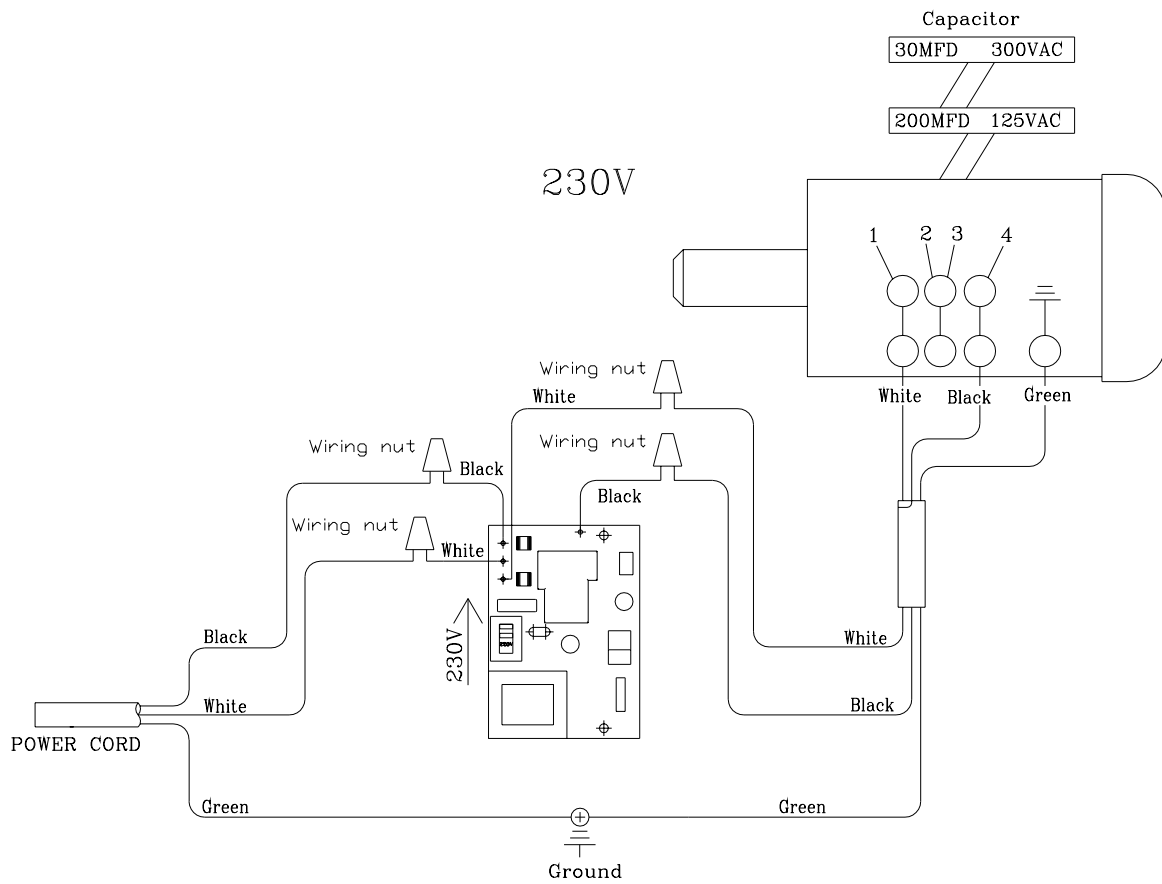 Capacitor
30MFD 300VAC
200MFD 125VAC
230V
1 2 3 4
Wiring nut
White
White
Black
Green
Wiring nut
Black
Wiring nut
Black
Wiring nut
White
230V
Black
White
White
Black
POWER CORD
Green
Green
Ground